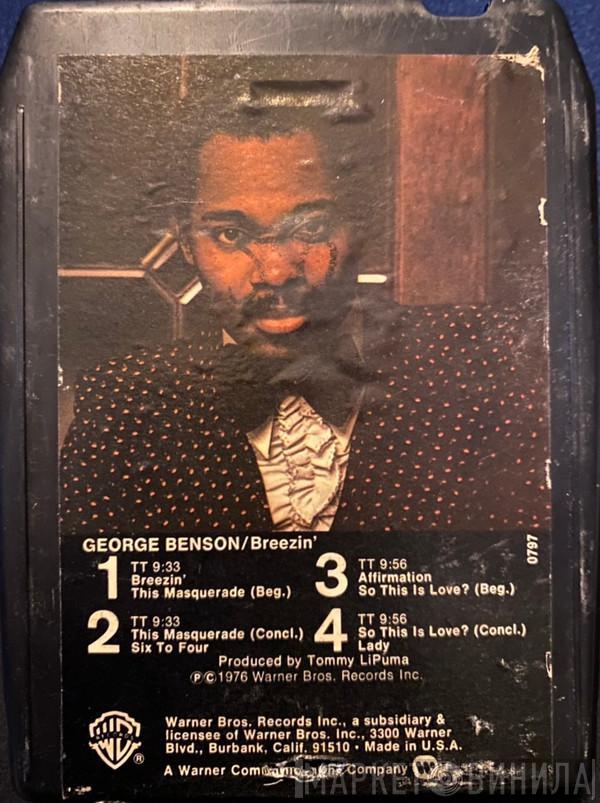 GEORGE BENSON/Breezin'
1 TT 9:33
Breezin'
This Masquerade (Beg.)
2 TT 9:33
This Masquerade (Concl.)
Six To Four
3 TT 9:56
Affirmation
So This Is Love? (Beg.)
4 TT 9:56
So This Is Love? (Concl.)
Lady
0797
Produced by Tommy LiPuma
ⓅⒸ1976 Warner Bros. Records Inc.
Warner Bros. Records Inc., a subsidiary &
licensee of Warner Bros. Inc., 3300 Warner
Blvd., Burbank, Calif. 91510 • Made in U.S.A.
A Warner Communications Company
МАРКЕТ ВИНИЛА